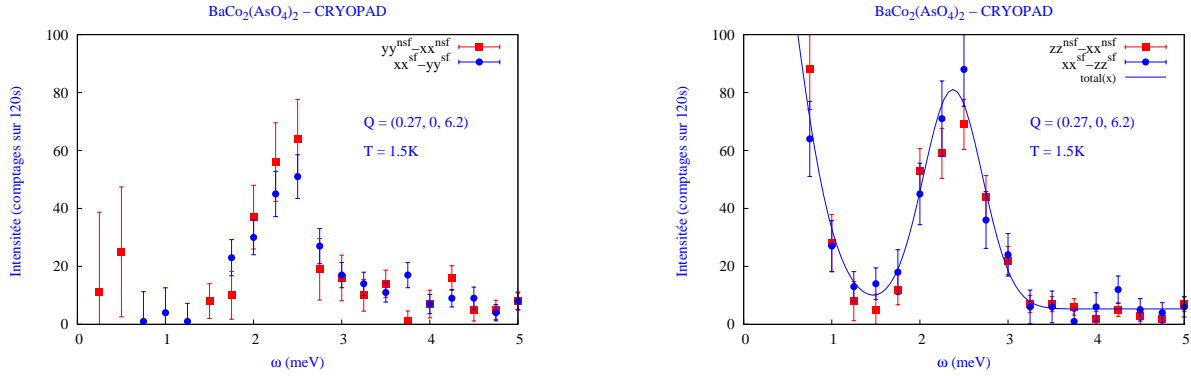 BaCo₂(AsO₄)₂ – CRYOPAD
100
80
60
40
20
0
0 1 2 3 4 5
Intensitée (comptages sur 120s)
ω (meV)
yy^nsf–xx^nsf
xx^sf–yy^sf
Q = (0.27, 0, 6.2)
T = 1.5K
BaCo₂(AsO₄)₂ – CRYOPAD
100
80
60
40
20
0
0 1 2 3 4 5
Intensitée (comptages sur 120s)
ω (meV)
zz^nsf–xx^nsf
xx^sf–zz^sf
total(x)
Q = (0.27, 0, 6.2)
T = 1.5K